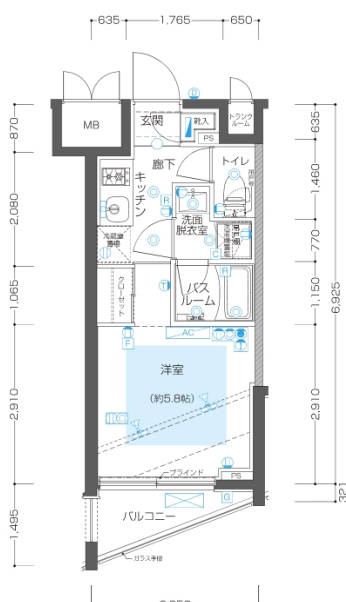 635 1,765 650
MB
玄関
靴入
PS
トランク
ルーム
廊下
トイレ
キッチン
R
洗面
脱衣室
冷蔵庫
置場
C
クローゼット
T
バス
ルーム
R
AC
F
洋室
(約5.8帖)
PS
ブラインド
バルコニー
G
ガラス手摺
870
2,080
1,065
2,910
1,495
635
1,460
770
1,150
2,910
6,925
321